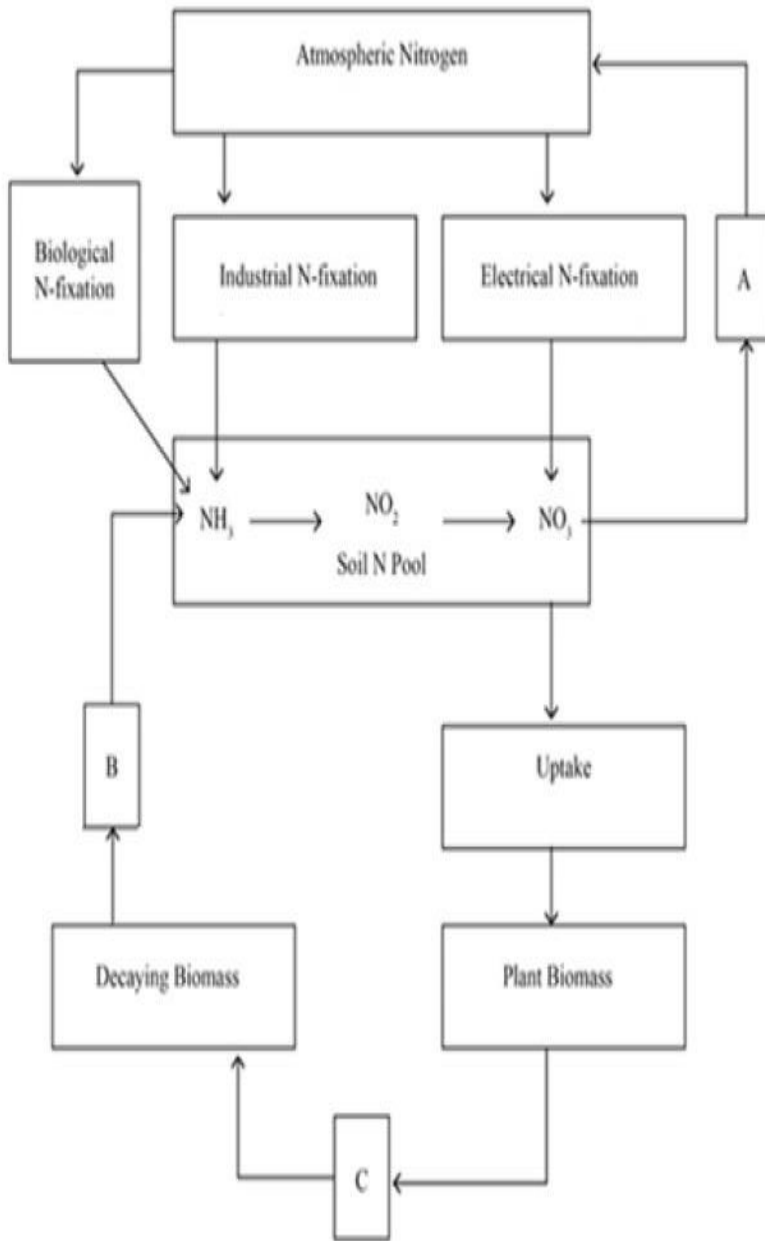 Atmospheric Nitrogen
Biological
N-fixation
Industrial N-fixation
Electrical N-fixation
A
NH₃
NO₂
NO₃
Soil N Pool
B
Uptake
Decaying Biomass
Plant Biomass
C